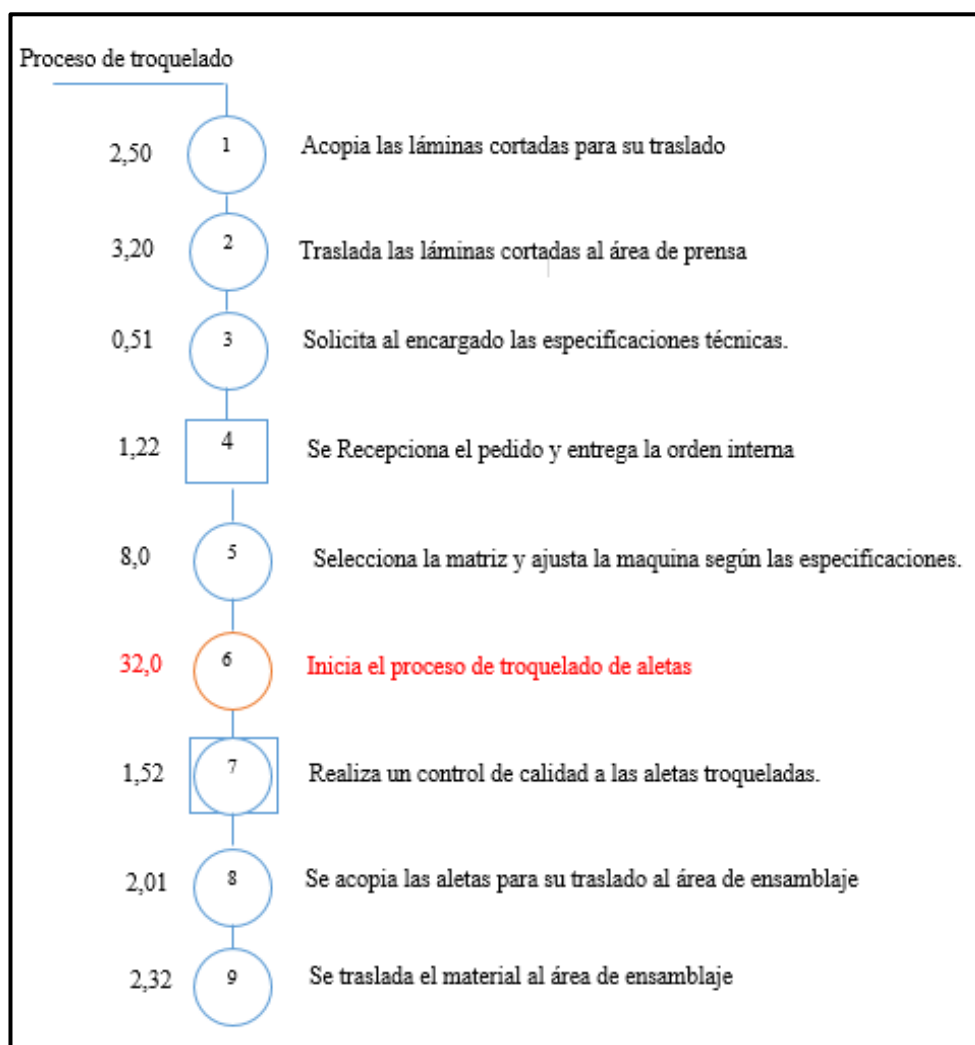 Proceso de troquelado
2,50 1 Acopia las láminas cortadas para su traslado
3,20 2 Traslada las láminas cortadas al área de prensa
0,51 3 Solicita al encargado las especificaciones técnicas.
1,22 4 Se Recepciona el pedido y entrega la orden interna
8,0 5 Selecciona la matriz y ajusta la maquina según las especificaciones.
32,0 6 Inicia el proceso de troquelado de aletas
1,52 7 Realiza un control de calidad a las aletas troqueladas.
2,01 8 Se acopia las aletas para su traslado al área de ensamblaje
2,32 9 Se traslada el material al área de ensamblaje